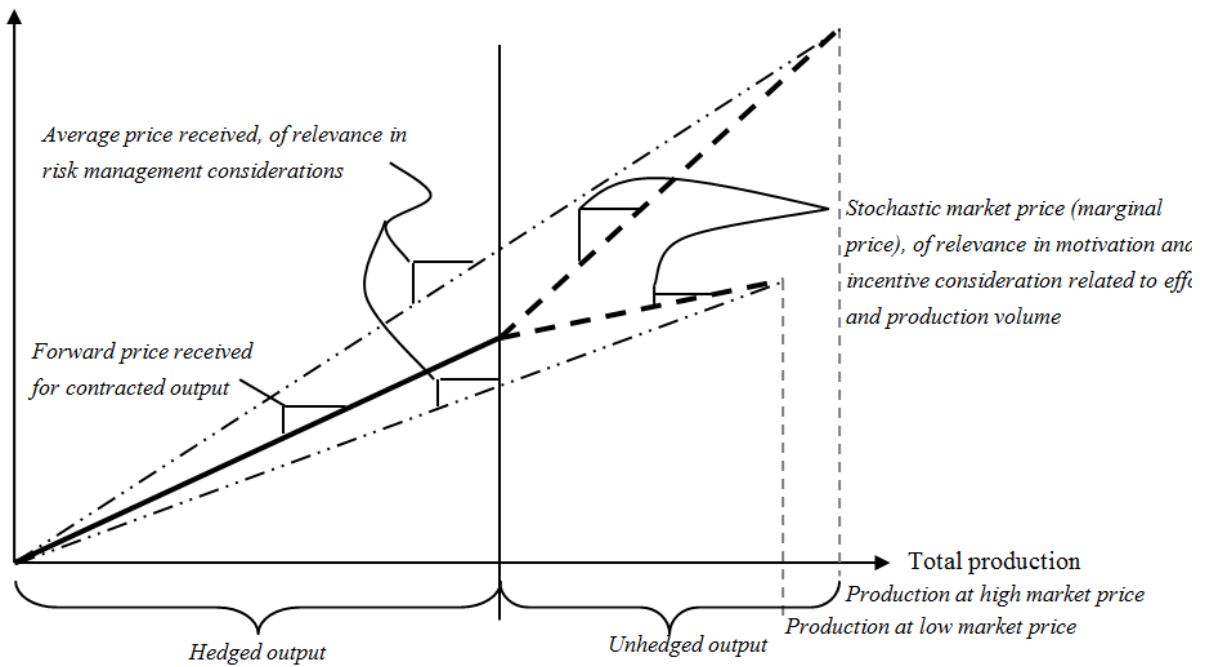 Average price received, of relevance in
risk management considerations
Stochastic market price (marginal
price), of relevance in motivation and
incentive consideration related to effo
and production volume
Forward price received
for contracted output
Total production
Production at high market price
Production at low market price
Hedged output
Unhedged output